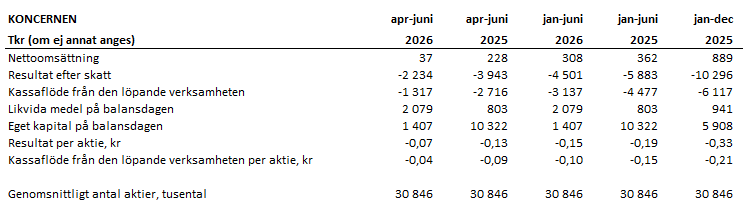 KONCERNEN apr-juni apr-juni jan-juni jan-juni jan-dec
Tkr (om ej annat anges) 2026 2025 2026 2025 2025
Nettoomsättning 37 228 308 362 889
Resultat efter skatt -2 234 -3 943 -4 501 -5 883 -10 296
Kassaflöde från den löpande verksamheten -1 317 -2 716 -3 137 -4 477 -6 117
Likvida medel på balansdagen 2 079 803 2 079 803 941
Eget kapital på balansdagen 1 407 10 322 1 407 10 322 5 908
Resultat per aktie, kr -0,07 -0,13 -0,15 -0,19 -0,33
Kassaflöde från den löpande verksamheten per aktie, kr -0,04 -0,09 -0,10 -0,15 -0,21
Genomsnittligt antal aktier, tusental 30 846 30 846 30 846 30 846 30 846